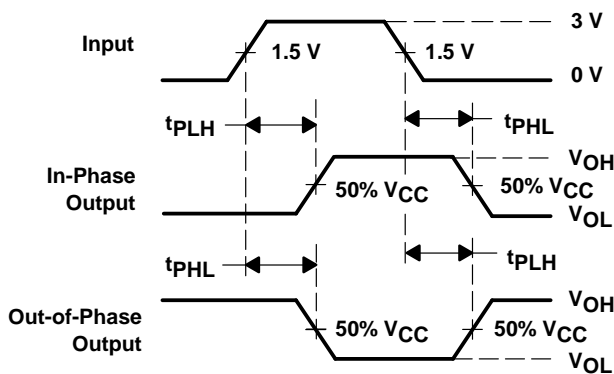 Input
1.5 V
1.5 V
3 V
0 V
tPLH
tPHL
In-Phase
Output
50% VCC
50% VCC
VOH
VOL
tPHL
tPLH
Out-of-Phase
Output
50% VCC
50% VCC
VOH
VOL